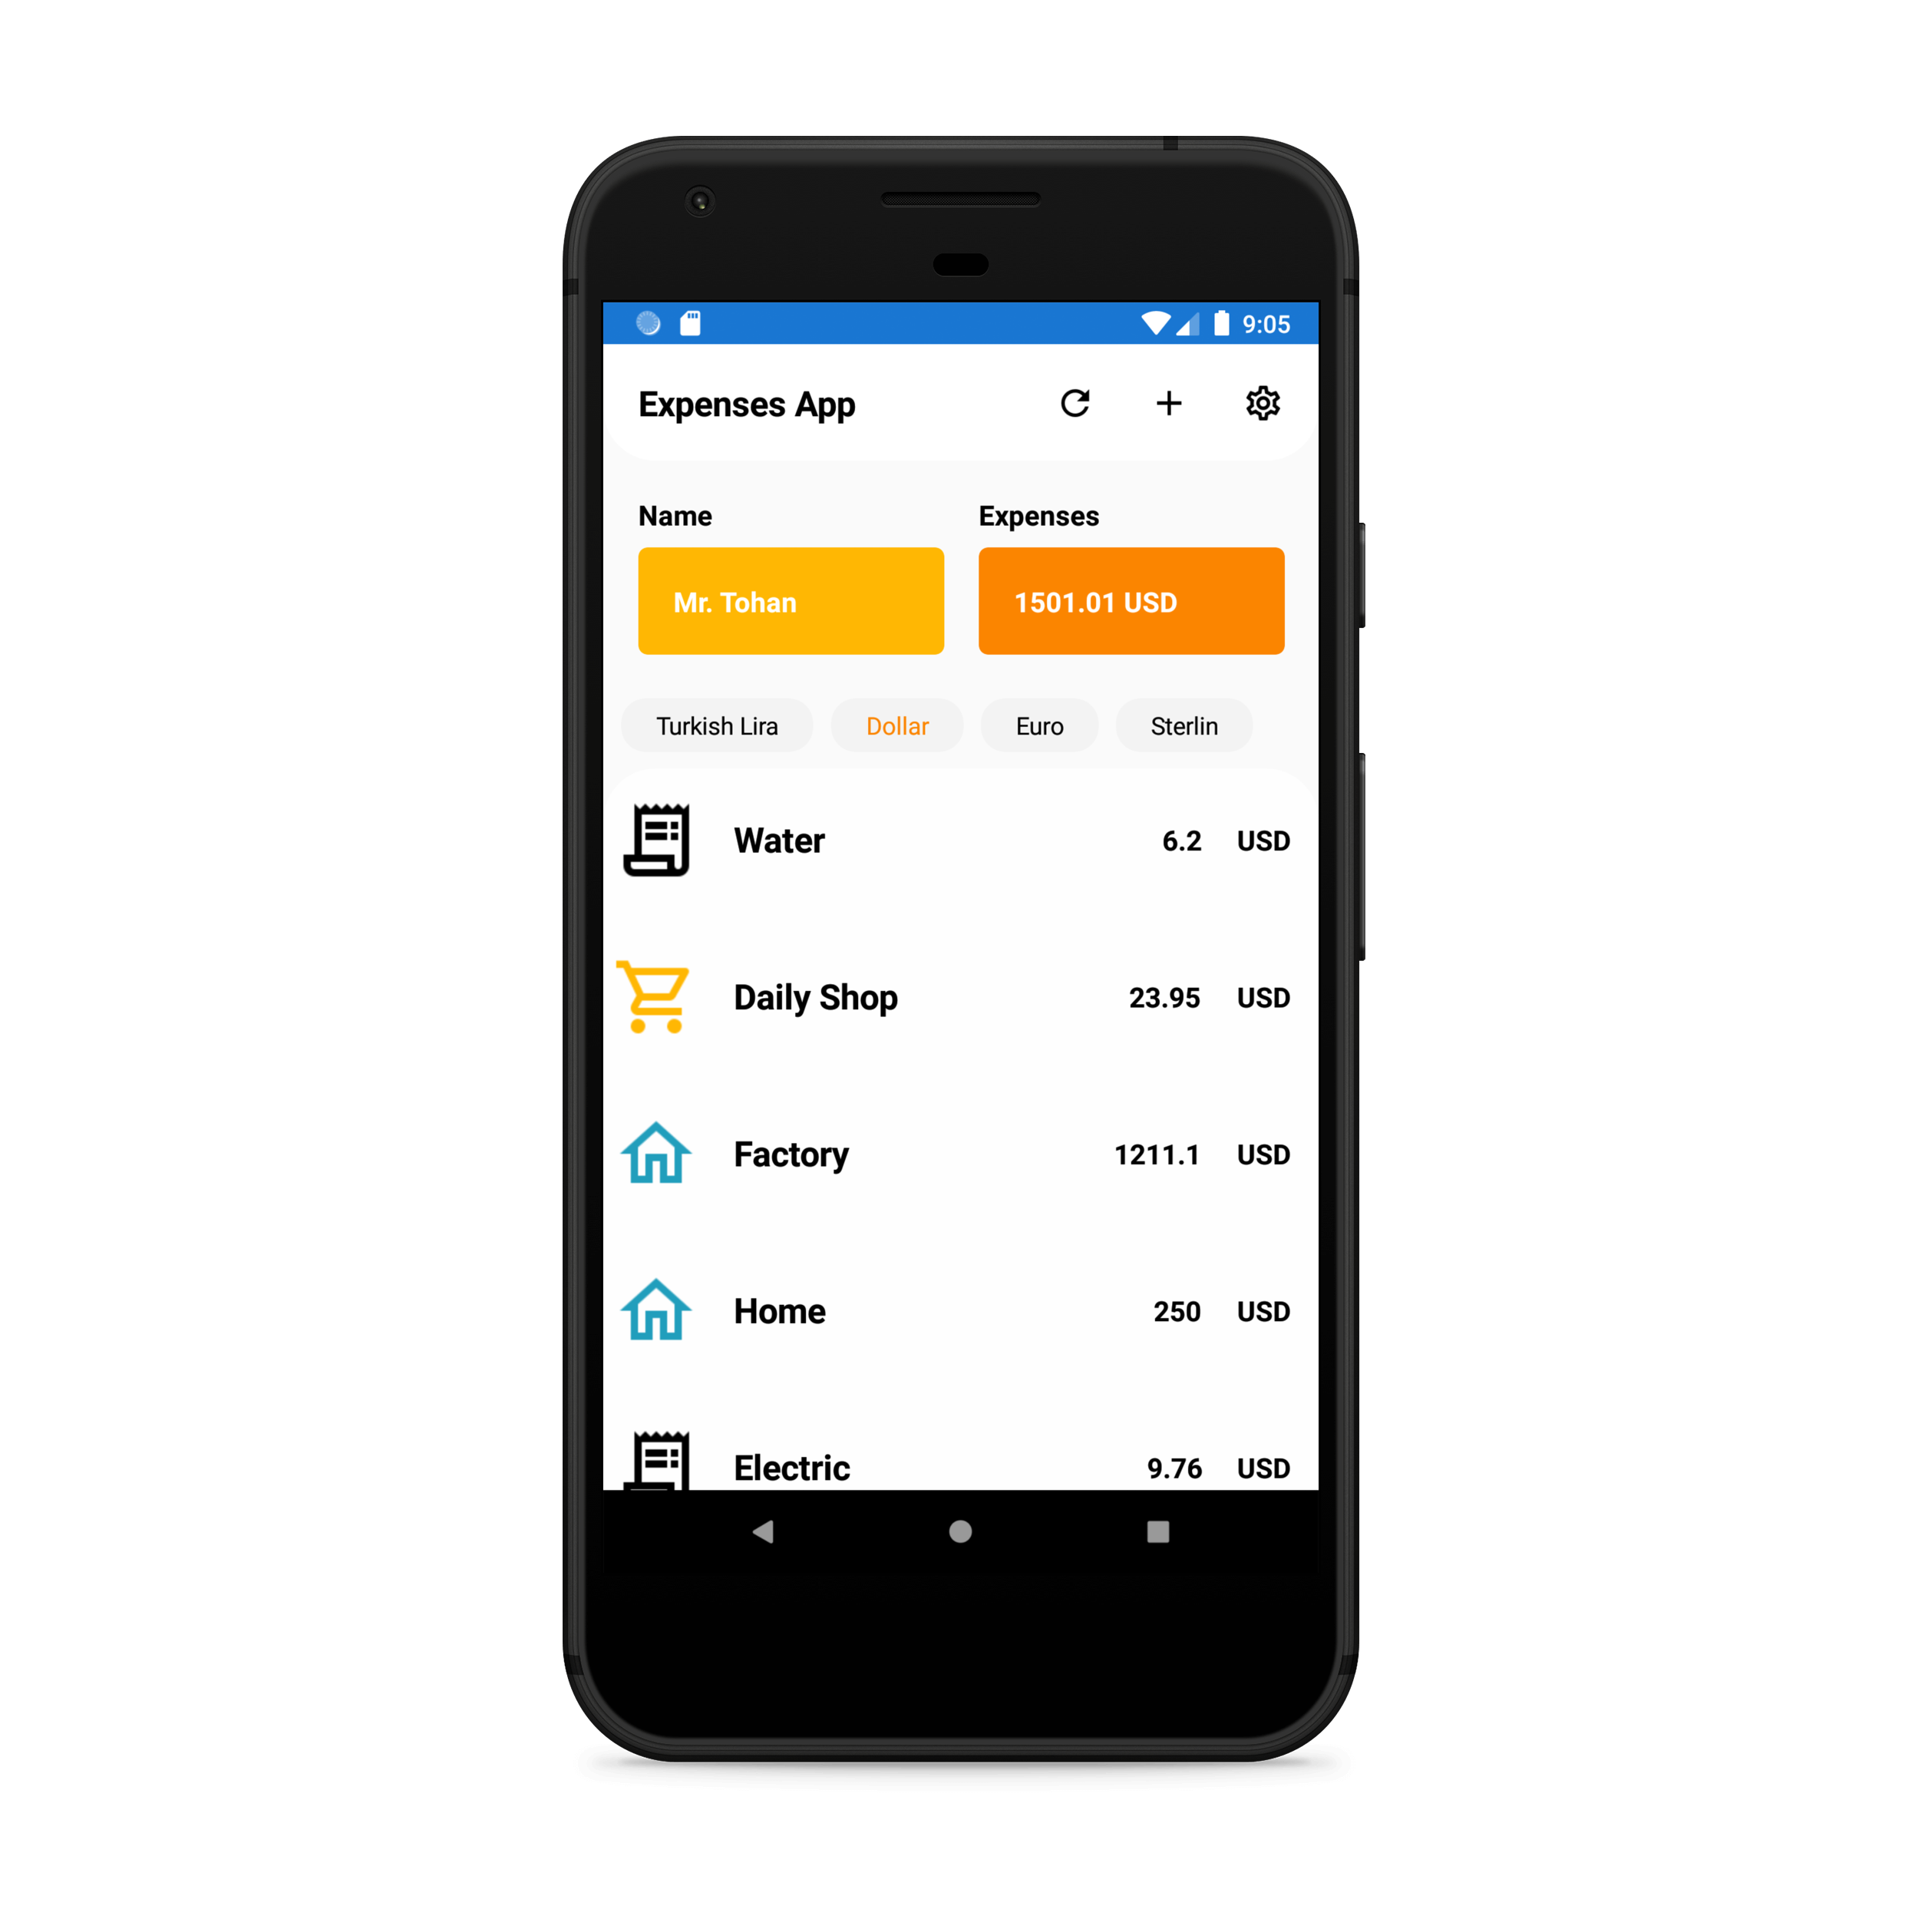 9:05
Expenses App
Name Expenses
Mr. Tohan 1501.01 USD
Turkish Lira Dollar Euro Sterlin
Water 6.2 USD
Daily Shop 23.95 USD
Factory 1211.1 USD
Home 250 USD
Electric 9.76 USD